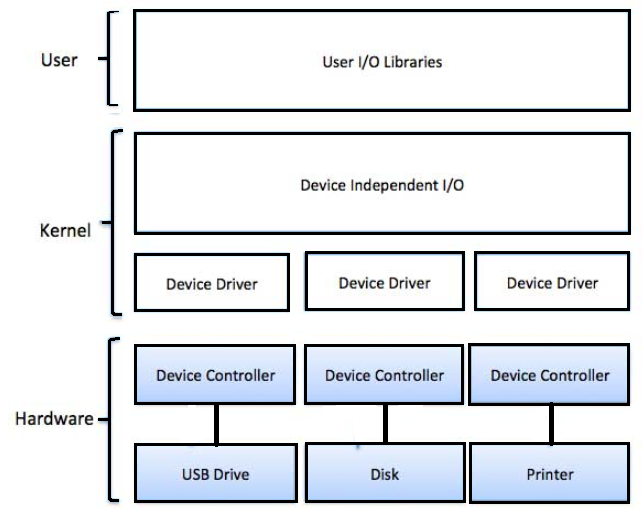 User
User I/O Libraries
Kernel
Device Independent I/O
Device Driver
Device Driver
Device Driver
Hardware
Device Controller
Device Controller
Device Controller
USB Drive
Disk
Printer